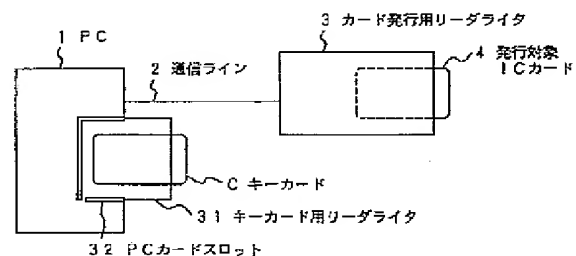 1 PC
2 通信ライン
3 カード発行用リーダライタ
4 発行対象
ICカード
C キーカード
31 キーカード用リーダライタ
32 PCカードスロット